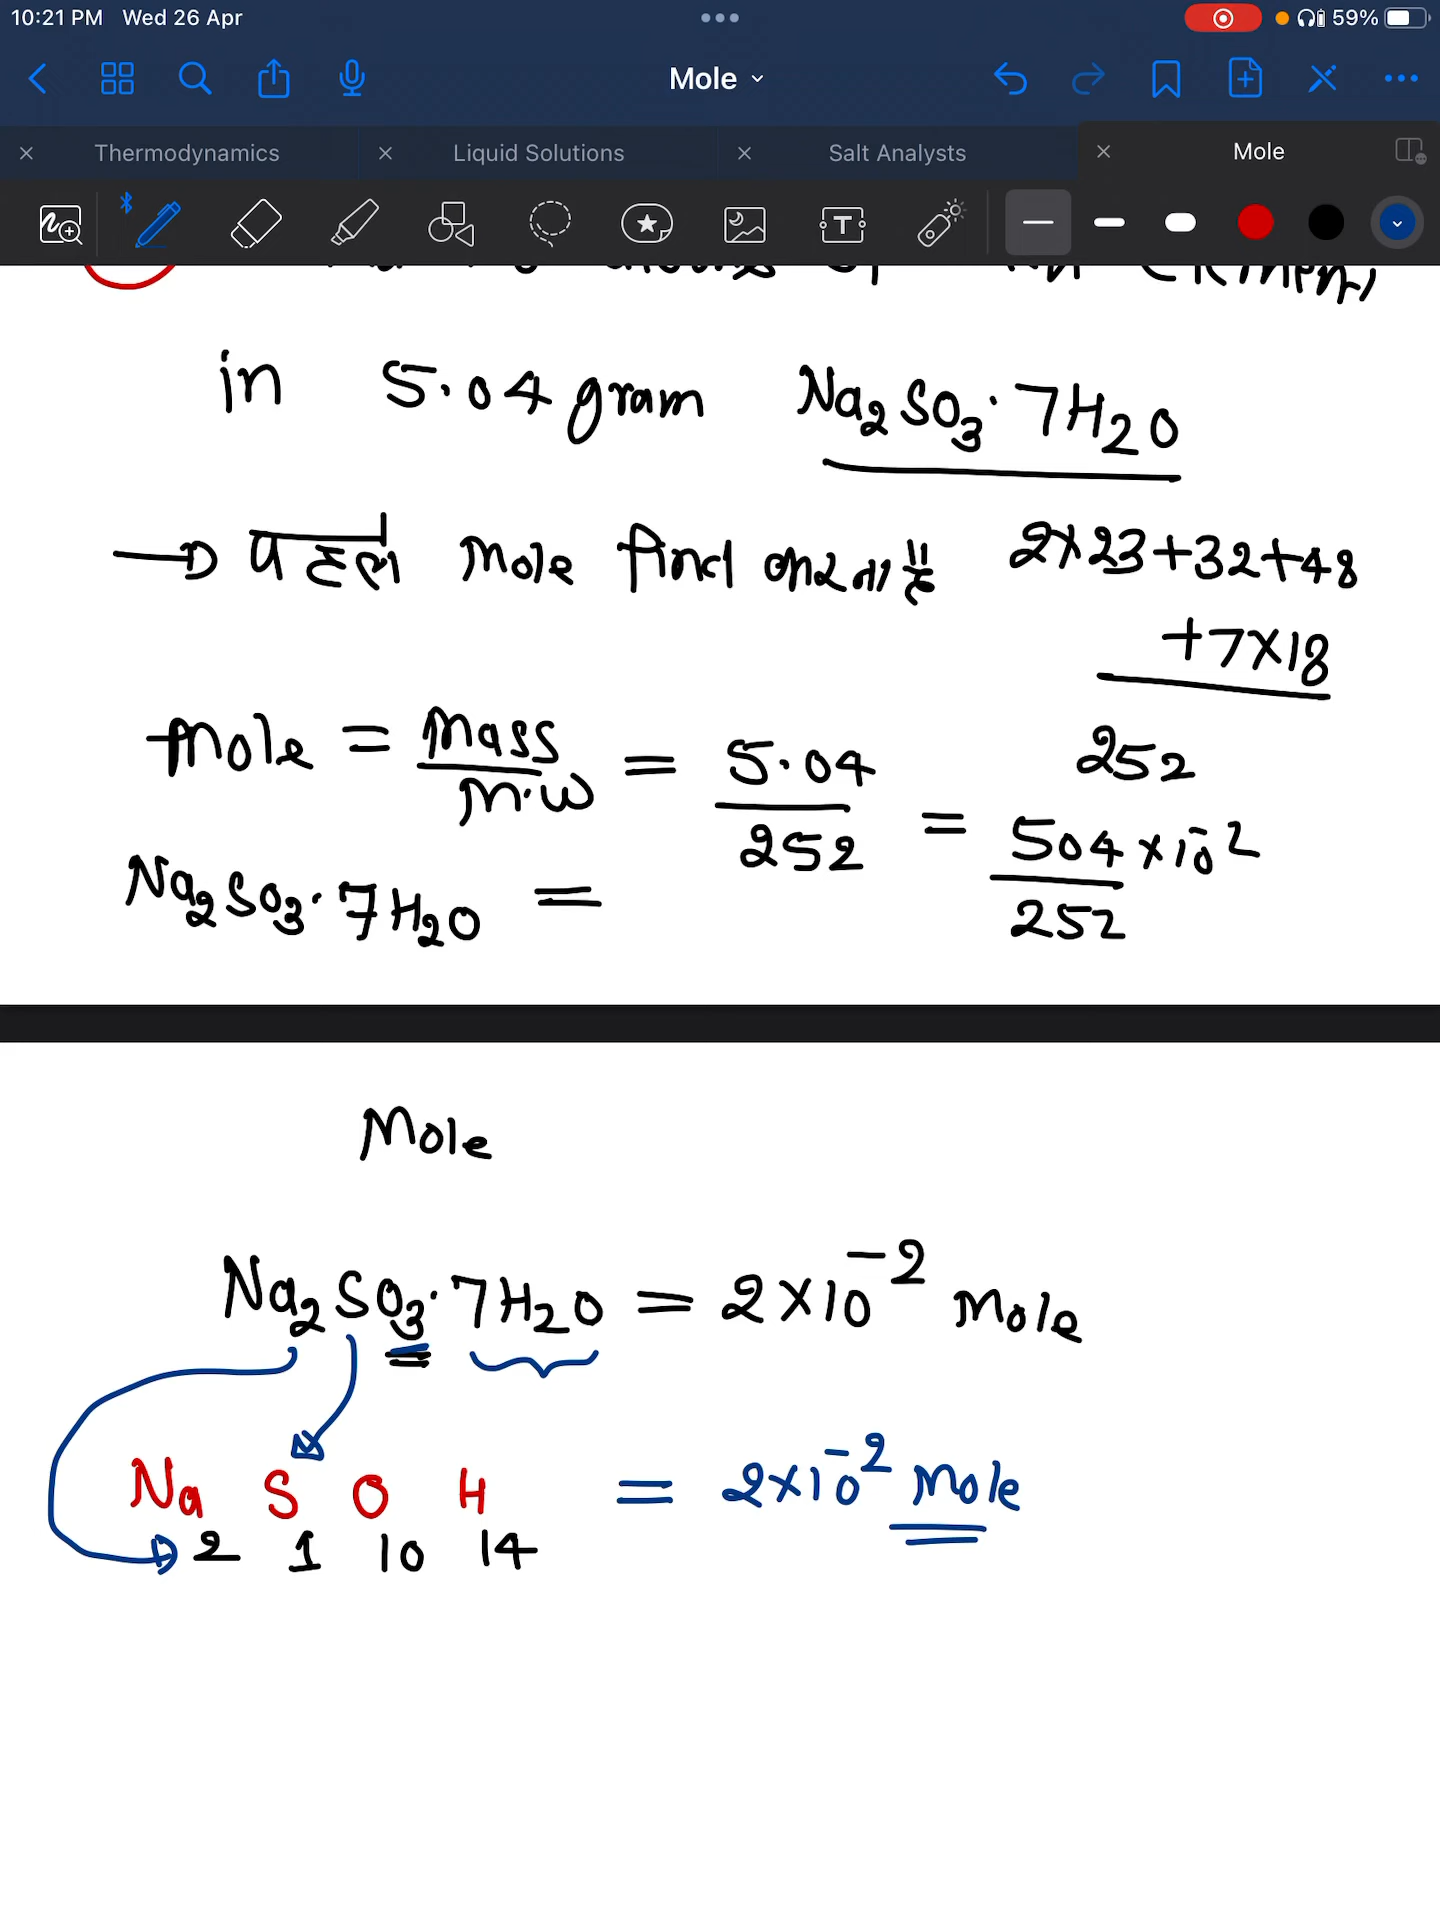 10:21 PM Wed 26 Apr 59%
Mole
Thermodynamics Liquid Solutions Salt Analysts Mole
Element,
in 5.04 gram Na₂SO₃·7H₂O
पहले Mole find करना है 2×23+32+48
+7×18
252
Mole = Mass / M.W = 5.04 / 252 = 504×10⁻² / 252
Na₂SO₃·7H₂O =
Mole
Na₂SO₃·7H₂O = 2×10⁻² Mole
Na S O H = 2×10⁻² Mole
2 1 10 14